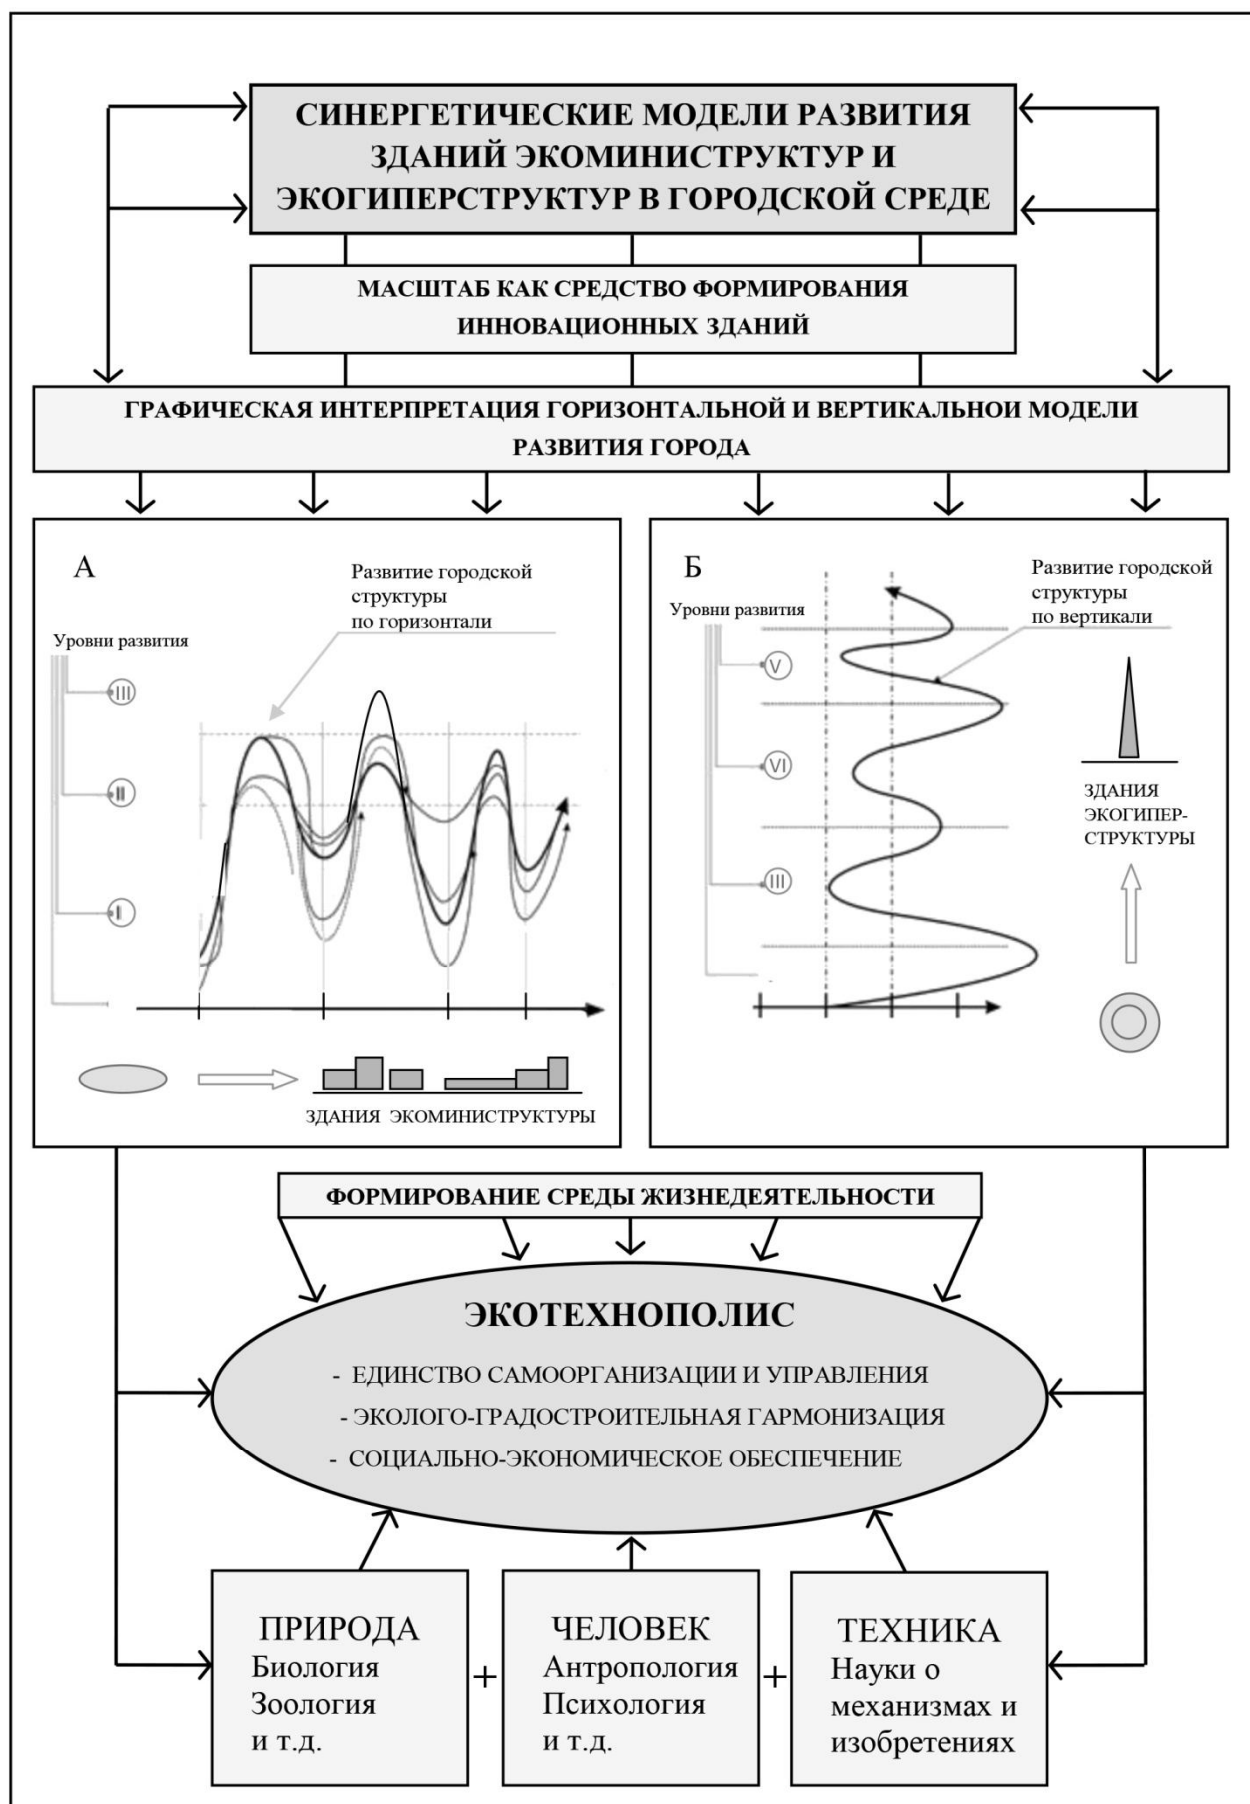 СИНЕРГЕТИЧЕСКИЕ МОДЕЛИ РАЗВИТИЯ
ЗДАНИЙ ЭКОМИНИСТРУКТУР И
ЭКОГИПЕРСТРУКТУР В ГОРОДСКОЙ СРЕДЕ
МАСШТАБ КАК СРЕДСТВО ФОРМИРОВАНИЯ
ИННОВАЦИОННЫХ ЗДАНИЙ
ГРАФИЧЕСКАЯ ИНТЕРПРЕТАЦИЯ ГОРИЗОНТАЛЬНОЙ И ВЕРТИКАЛЬНОИ МОДЕЛИ
РАЗВИТИЯ ГОРОДА
А
Развитие городской
структуры
по горизонтали
Уровни развития
III
II
I
ЗДАНИЯ ЭКОМИНИСТРУКТУРЫ
Б
Развитие городской
структуры
по вертикали
Уровни развития
V
VI
III
ЗДАНИЯ
ЭКОГИПЕР-
СТРУКТУРЫ
ФОРМИРОВАНИЕ СРЕДЫ ЖИЗНЕДЕЯТЕЛЬНОСТИ
ЭКОТЕХНОПОЛИС
- ЕДИНСТВО САМООРГАНИЗАЦИИ И УПРАВЛЕНИЯ
- ЭКОЛОГО-ГРАДОСТРОИТЕЛЬНАЯ ГАРМОНИЗАЦИЯ
- СОЦИАЛЬНО-ЭКОНОМИЧЕСКОЕ ОБЕСПЕЧЕНИЕ
ПРИРОДА
Биология
Зоология
и т.д.
+
ЧЕЛОВЕК
Антропология
Психология
и т.д.
+
ТЕХНИКА
Науки о
механизмах и
изобретениях